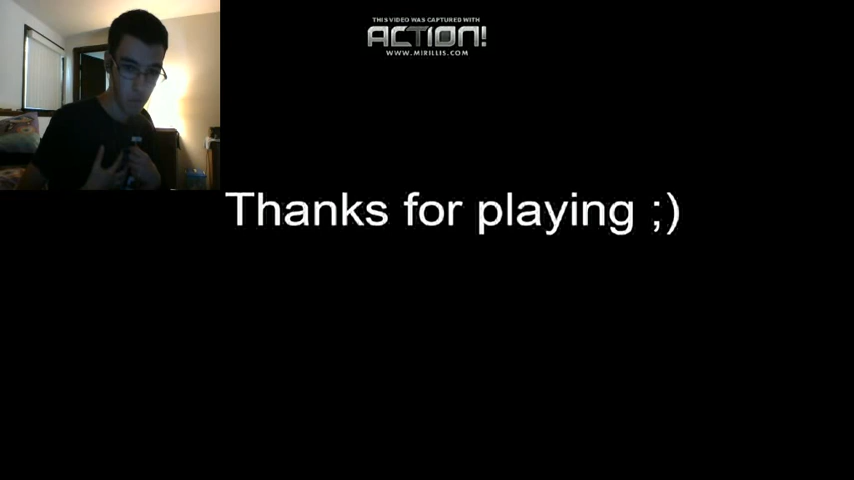 THIS VIDEO WAS CAPTURED WITH
ACTION!
WWW.MIRILLIS.COM
Thanks for playing ;)